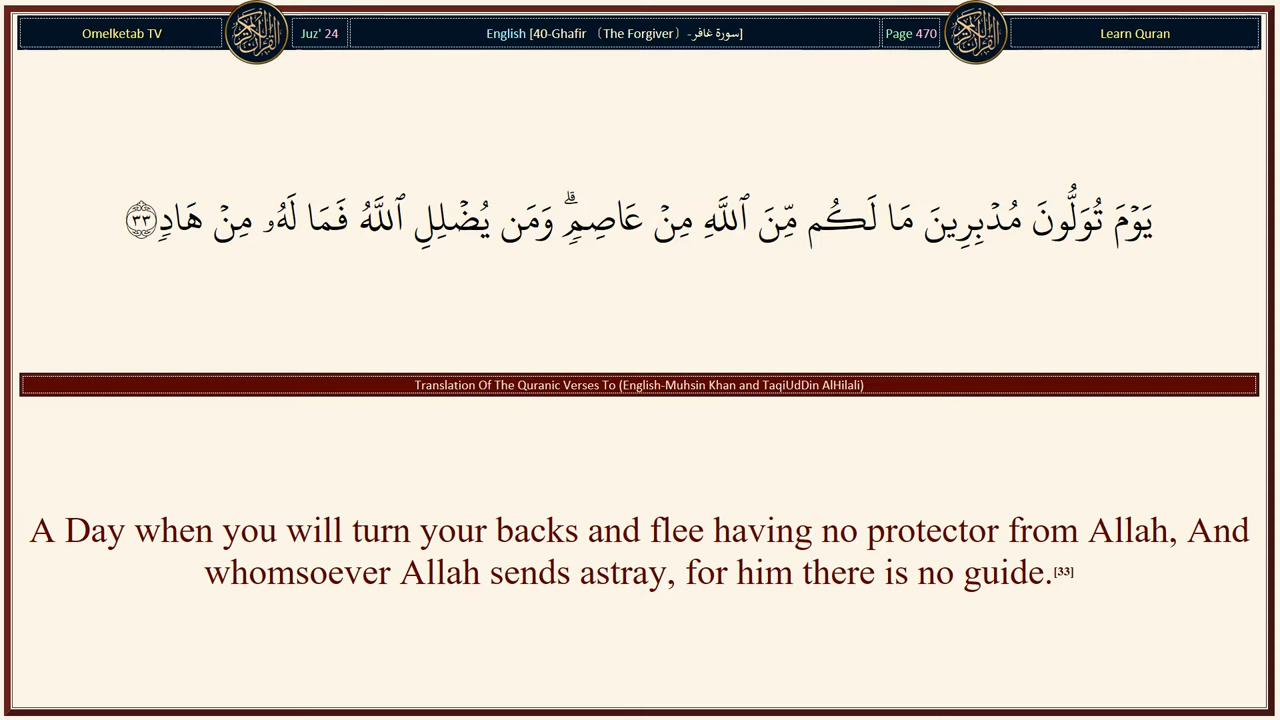 Omelketab TV
Juz' 24
English [40-Ghafir （The Forgiver）-سورة غافر]
Page 470
Learn Quran
يَوۡمَ تُوَلُّونَ مُدۡبِرِينَ مَا لَكُم مِّنَ ٱللَّهِ مِنۡ عَاصِمٖۗ وَمَن يُضۡلِلِ ٱللَّهُ فَمَا لَهُۥ مِنۡ هَادٖ ٣٣
Translation Of The Quranic Verses To (English-Muhsin Khan and TaqiUdDin AlHilali)
A Day when you will turn your backs and flee having no protector from Allah, And
whomsoever Allah sends astray, for him there is no guide.[33]